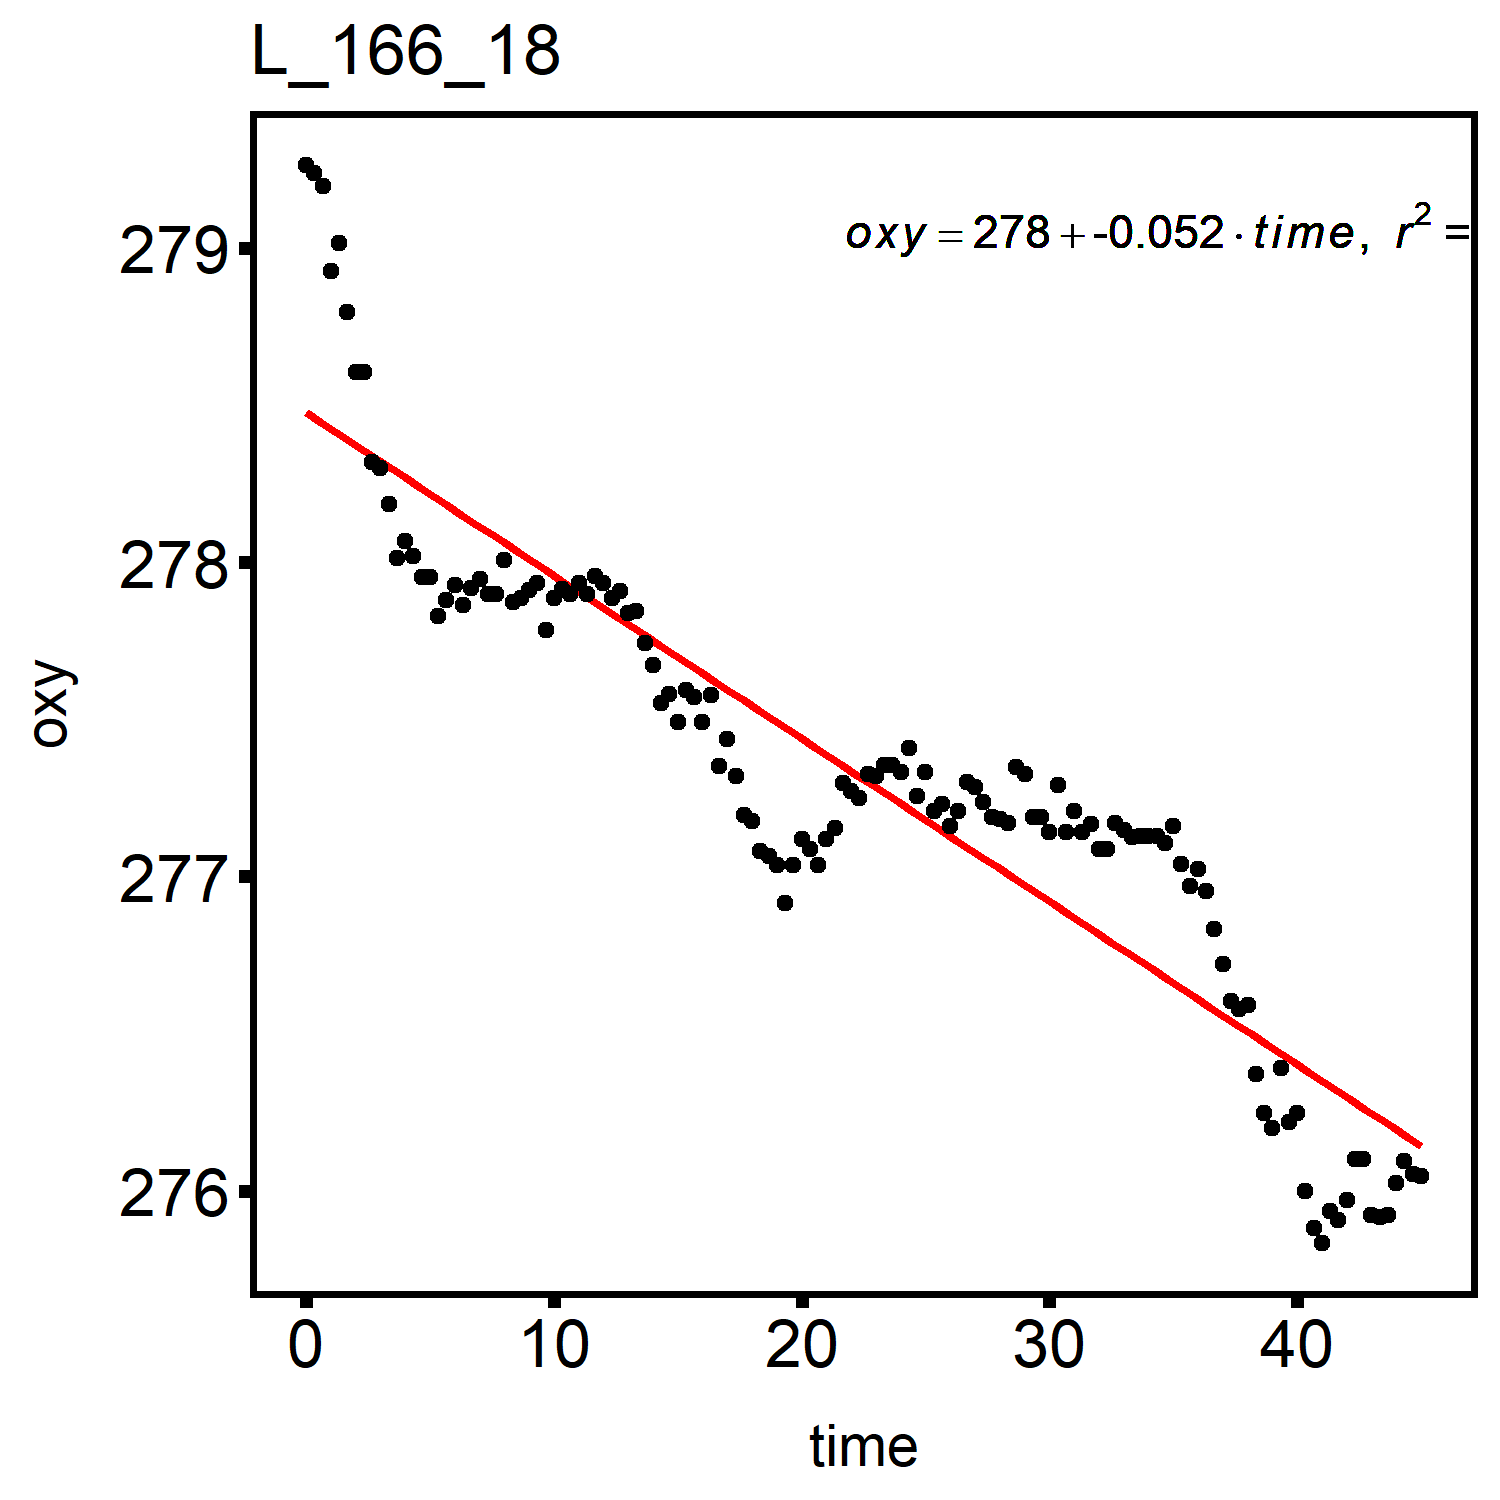 L_166_18
oxy = 278 + -0.052 · time, r² =
279
278
277
276
oxy
0 10 20 30 40
time